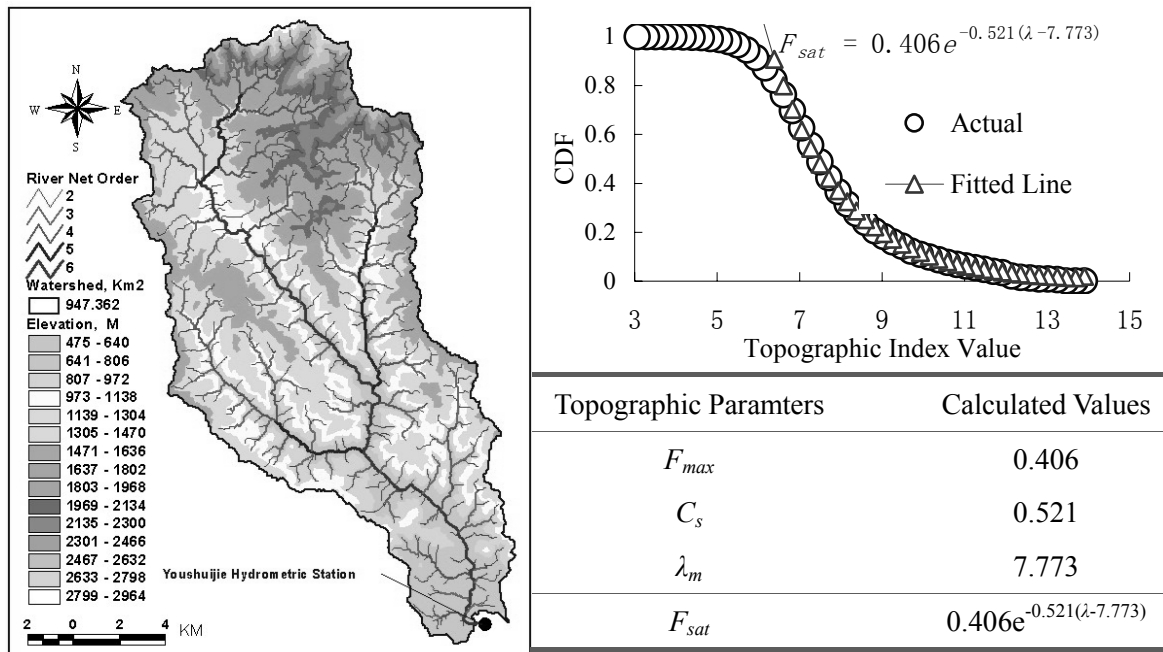 N
W E
S
River Net Order
2
3
4
5
6
Watershed, Km2
947.362
Elevation, M
475 - 640
641 - 806
807 - 972
973 - 1138
1139 - 1304
1305 - 1470
1471 - 1636
1637 - 1802
1803 - 1968
1969 - 2134
2135 - 2300
2301 - 2466
2467 - 2632
2633 - 2798
2799 - 2964
Youshuijie Hydrometric Station
2 0 2 4 KM
F_sat = 0.406e^-0.521(λ-7.773)
1
0.8
0.6
0.4
0.2
0
CDF
Actual
Fitted Line
3 5 7 9 11 13 15
Topographic Index Value
Topographic Paramters Calculated Values
F_max 0.406
C_s 0.521
λ_m 7.773
F_sat 0.406e^-0.521(λ-7.773)